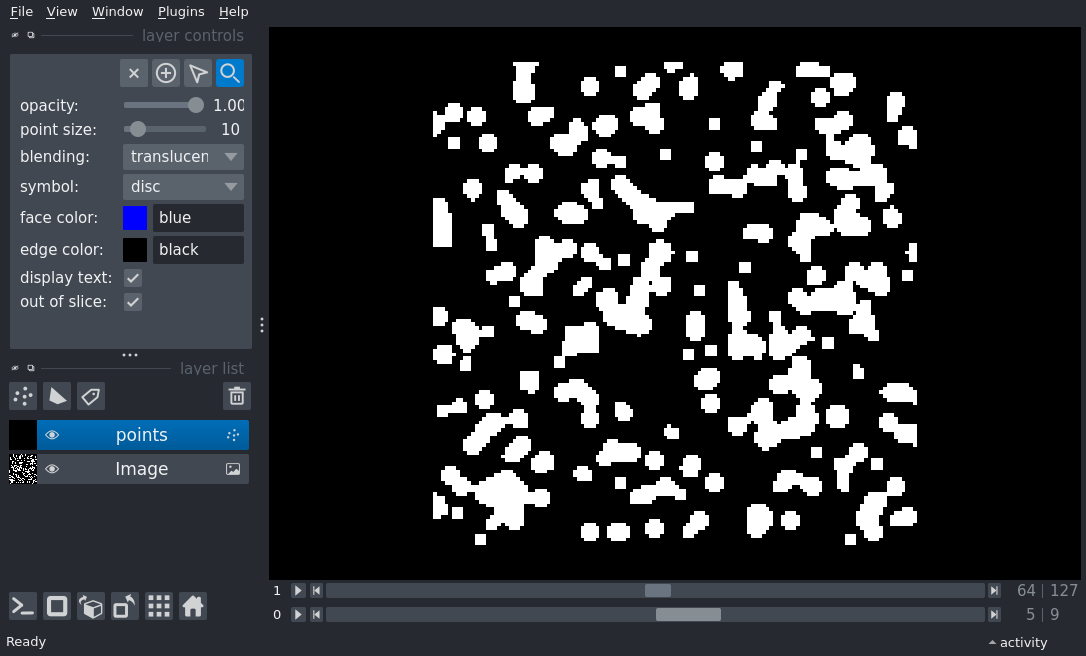 File View Window Plugins Help
layer controls
opacity: 1.00
point size: 10
blending: translucen
symbol: disc
face color: blue
edge color: black
display text:
out of slice:
layer list
points
Image
1 64 | 127
0 5 | 9
Ready activity